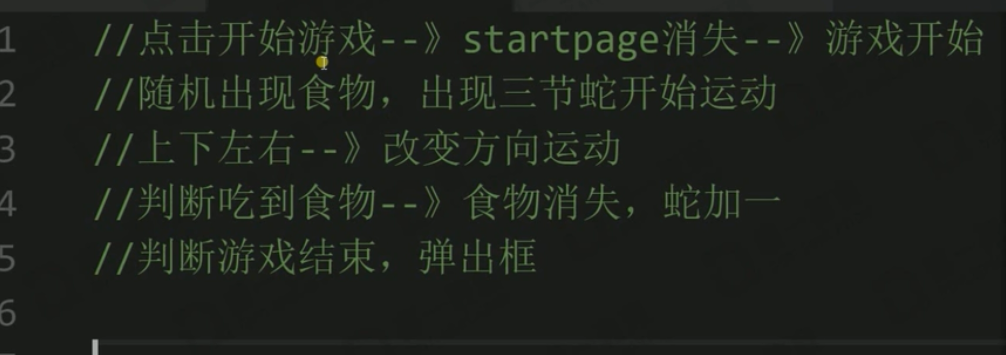 1 //点击开始游戏--》startpage消失--》游戏开始
2 //随机出现食物，出现三节蛇开始运动
3 //上下左右--》改变方向运动
4 //判断吃到食物--》食物消失，蛇加一
5 //判断游戏结束，弹出框
6